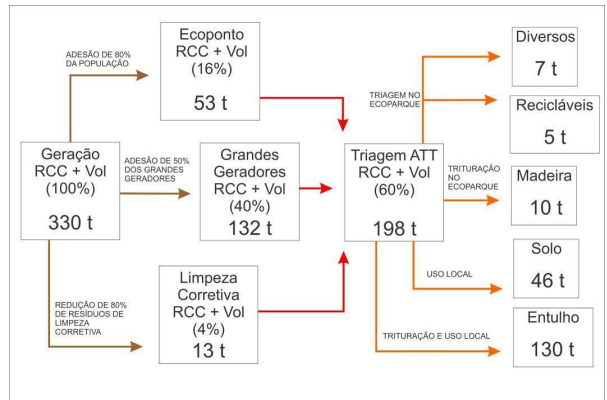 ADESÃO DE 80%
DA POPULAÇÃO
Ecoponto
RCC + Vol
(16%)
53 t
Geração
RCC + Vol
(100%)
330 t
ADESÃO DE 50%
DOS GRANDES
GERADORES
Grandes
Geradores
RCC + Vol
(40%)
132 t
REDUÇÃO DE 80%
DE RESÍDUOS DE
LIMPEZA
CORRETIVA
Limpeza
Corretiva
RCC + Vol
(4%)
13 t
Triagem ATT
RCC + Vol
(60%)
198 t
TRIAGEM NO
ECOPARQUE
Diversos
7 t
Recicláveis
5 t
TRITURAÇÃO
NO
ECOPARQUE
Madeira
10 t
USO LOCAL
Solo
46 t
TRITURAÇÃO E USO LOCAL
Entulho
130 t